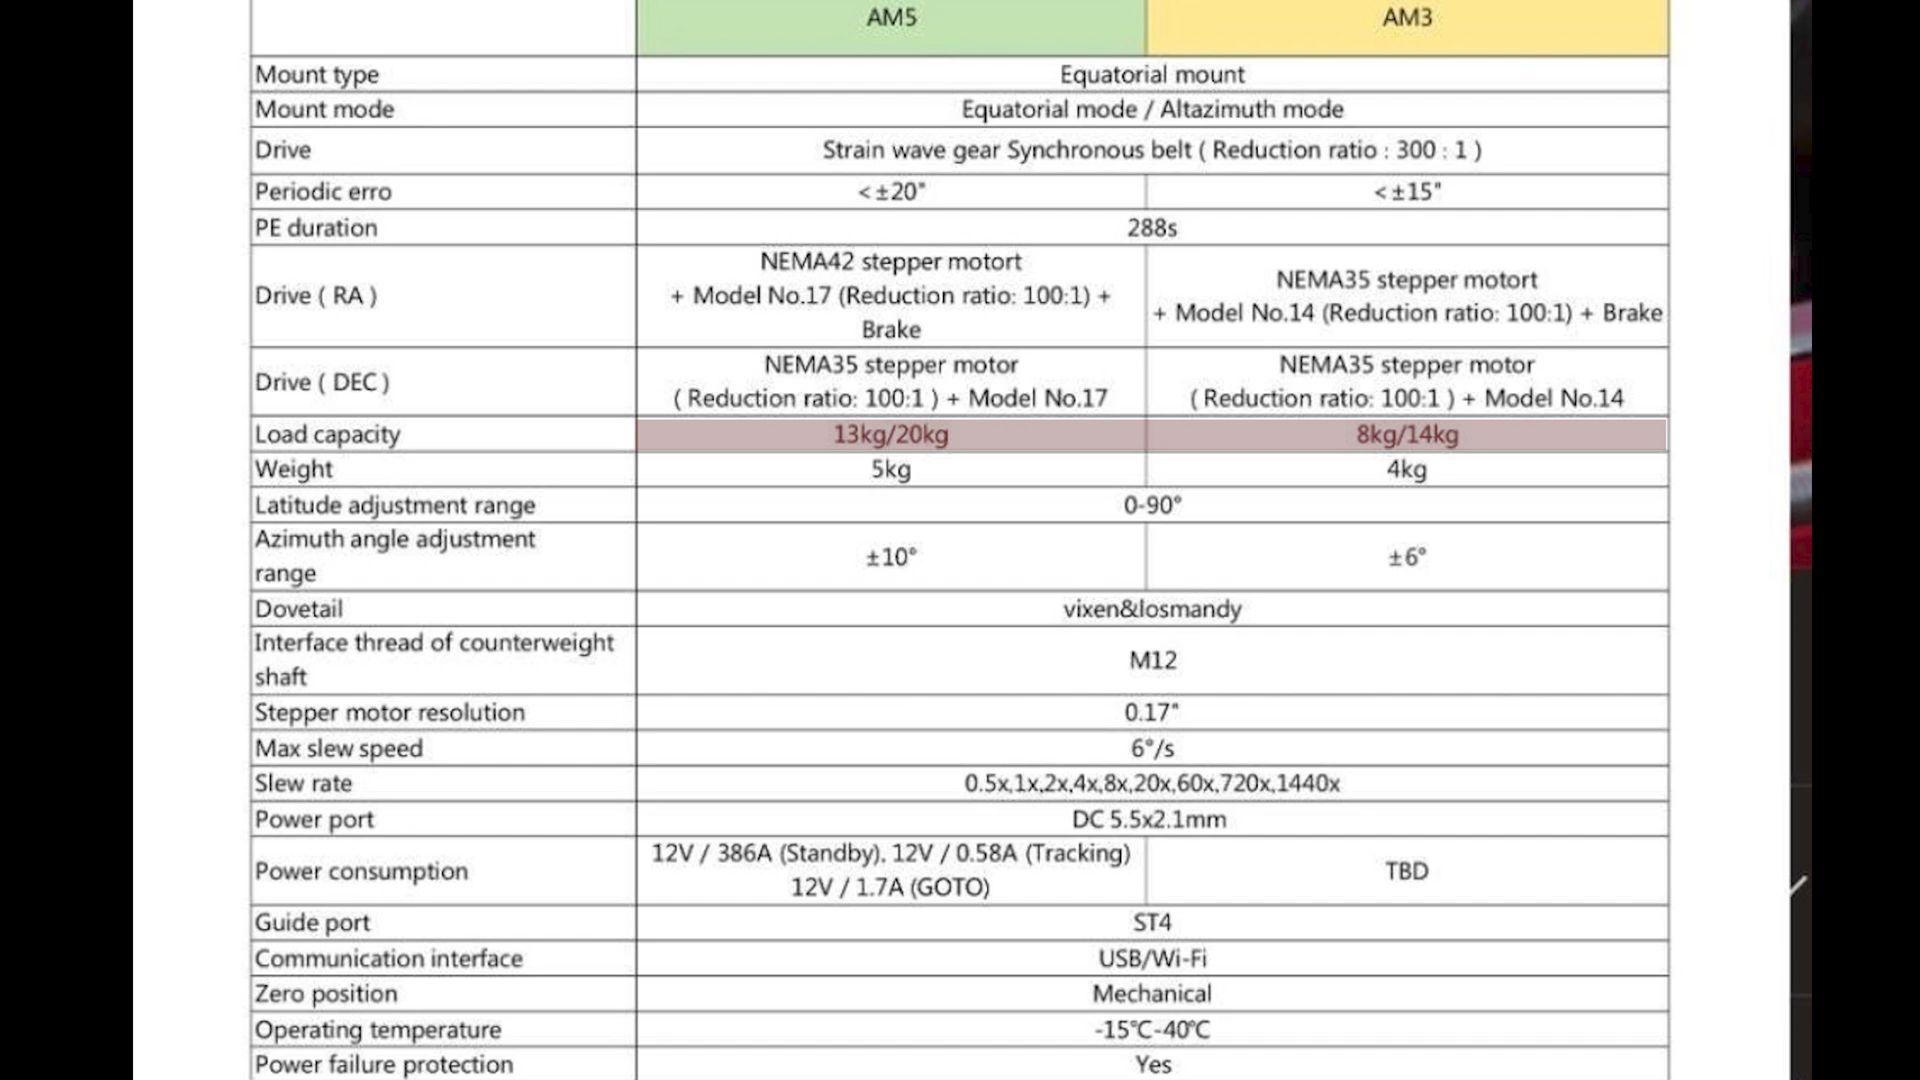 AM5 AM3
Mount type Equatorial mount
Mount mode Equatorial mode / Altazimuth mode
Drive Strain wave gear Synchronous belt ( Reduction ratio : 300 : 1 )
Periodic erro <±20" <±15"
PE duration 288s
Drive ( RA )
NEMA42 stepper motort
+ Model No.17 (Reduction ratio: 100:1) +
Brake
NEMA35 stepper motort
+ Model No.14 (Reduction ratio: 100:1) + Brake
Drive ( DEC )
NEMA35 stepper motor
( Reduction ratio: 100:1 ) + Model No.17
NEMA35 stepper motor
( Reduction ratio: 100:1 ) + Model No.14
Load capacity 13kg/20kg 8kg/14kg
Weight 5kg 4kg
Latitude adjustment range 0-90°
Azimuth angle adjustment
range
±10° ±6°
Dovetail vixen&losmandy
Interface thread of counterweight
shaft
M12
Stepper motor resolution 0.17"
Max slew speed 6°/s
Slew rate 0.5x,1x,2x,4x,8x,20x,60x,720x,1440x
Power port DC 5.5x2.1mm
Power consumption
12V / 386A (Standby), 12V / 0.58A (Tracking)
12V / 1.7A (GOTO)
TBD
Guide port ST4
Communication interface USB/Wi-Fi
Zero position Mechanical
Operating temperature -15℃-40℃
Power failure protection Yes